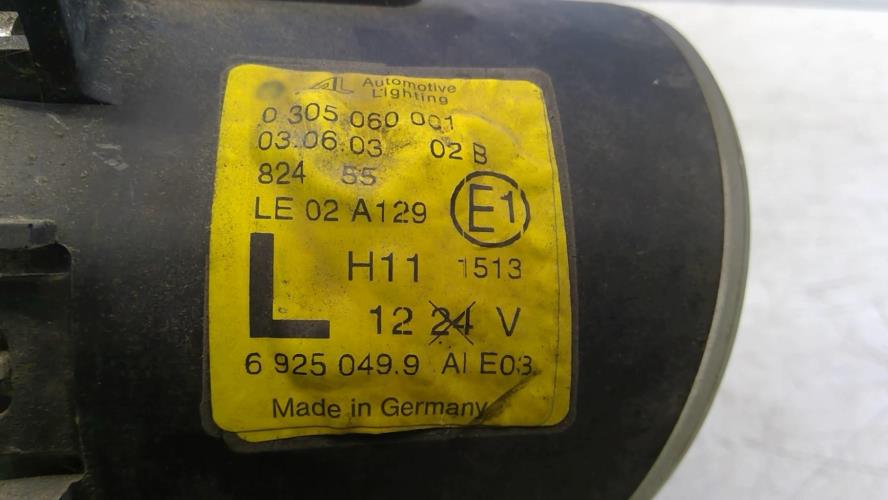 AL Automotive
Lighting
0 305 060 001
03.06.03 02 B
824 55
LE 02 A129 E1
L H11 1513
12 24 V
6 925 049.9 AI E03
Made in Germany